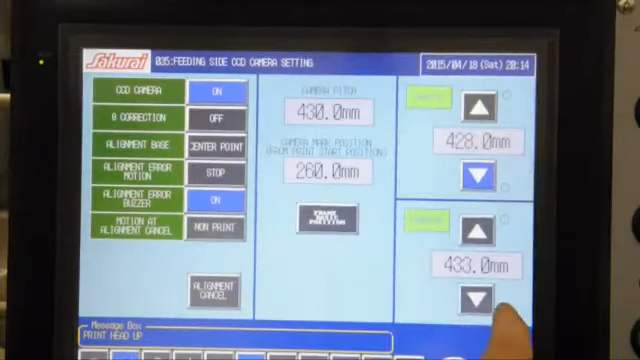 Sakurai
035:FEEDING SIDE CCD CAMERA SETTING
2015/04/18(Sat) 20:14
CCD CAMERA
ON
θ CORRECTION
OFF
ALIGNMENT BASE
CENTER POINT
ALIGNMENT ERROR
MOTION
STOP
ALIGNMENT ERROR
BUZZER
ON
MOTION AT
ALIGNMENT CANCEL
NON PRINT
ALIGNMENT
CANCEL
CAMERA PITCH
430.0mm
CAMERA MARK POSITION
(FROM PRINT START POSITION)
260.0mm
POSITION
428.0mm
433.0mm
Message Box
PRINT HEAD UP